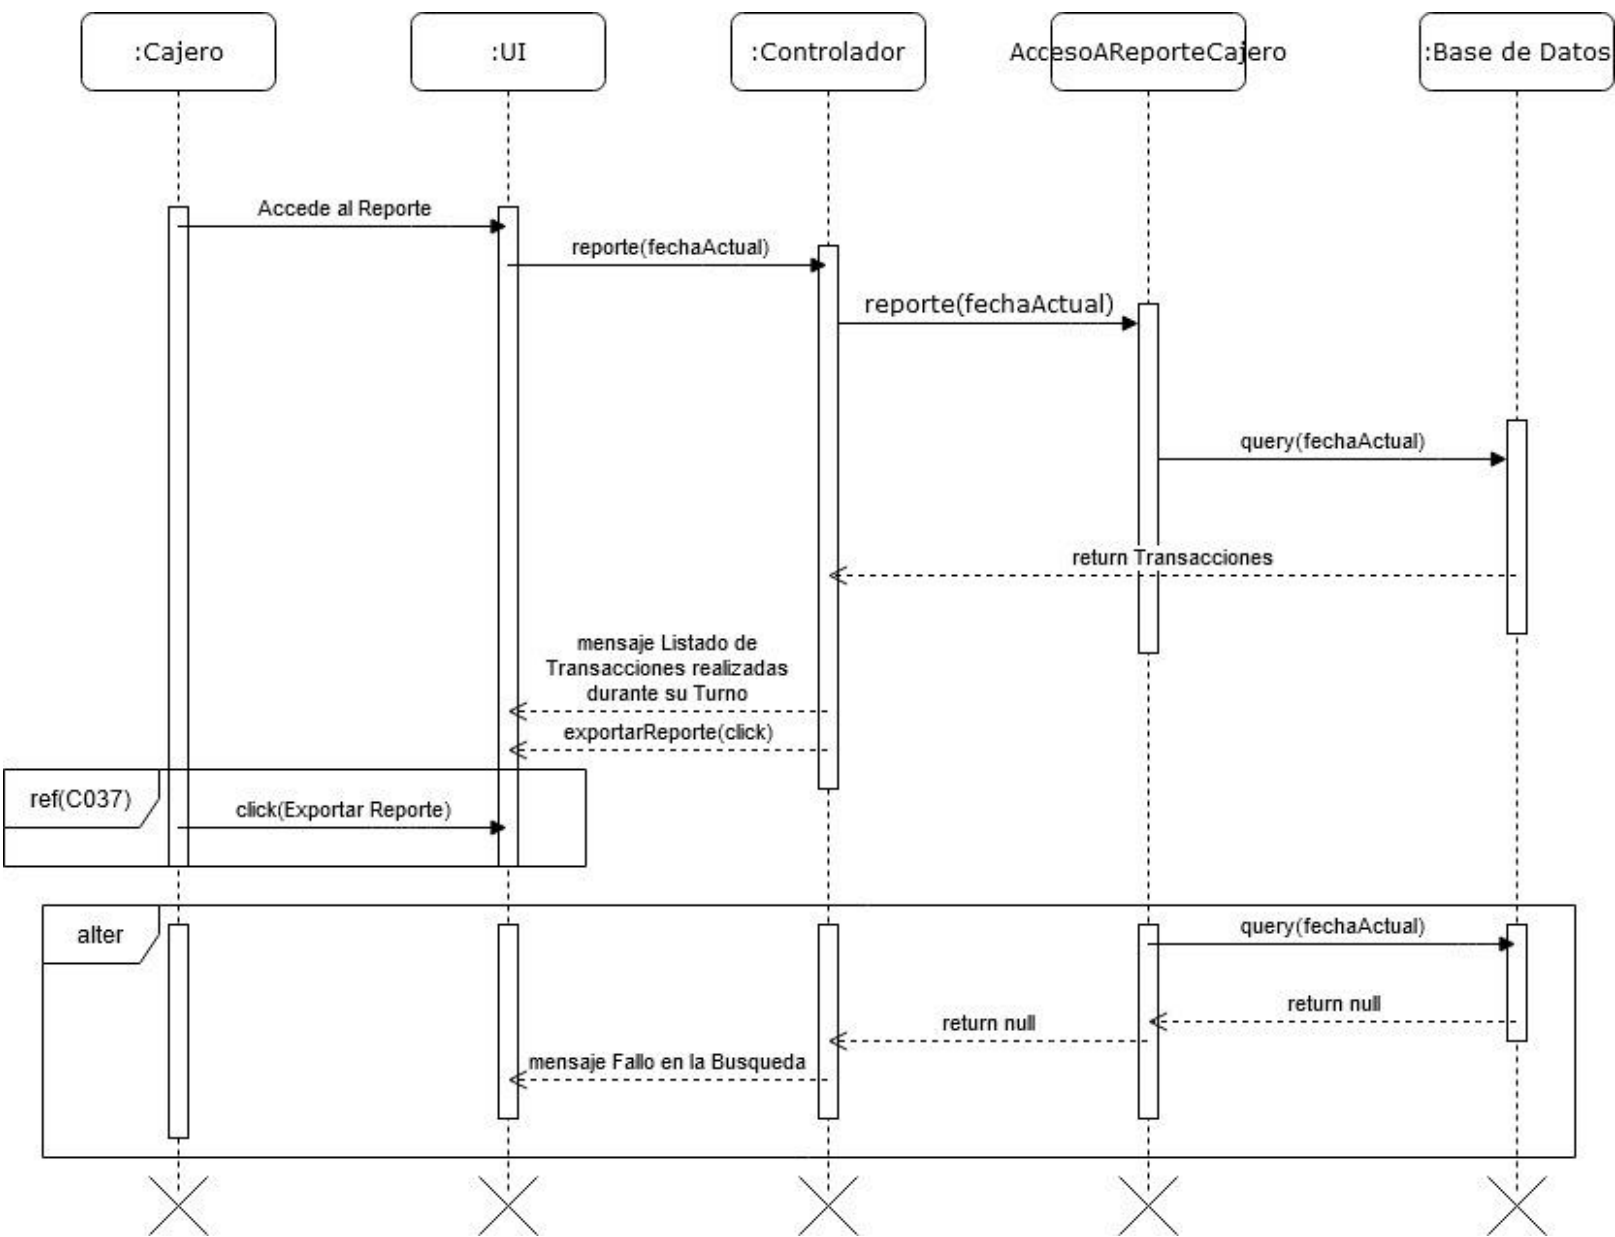 :Cajero
:UI
:Controlador
AccesoAReporteCajero
:Base de Datos
Accede al Reporte
reporte(fechaActual)
reporte(fechaActual)
query(fechaActual)
return Transacciones
mensaje Listado de
Transacciones realizadas
durante su Turno
exportarReporte(click)
ref(C037)
click(Exportar Reporte)
alter
query(fechaActual)
return null
return null
mensaje Fallo en la Busqueda